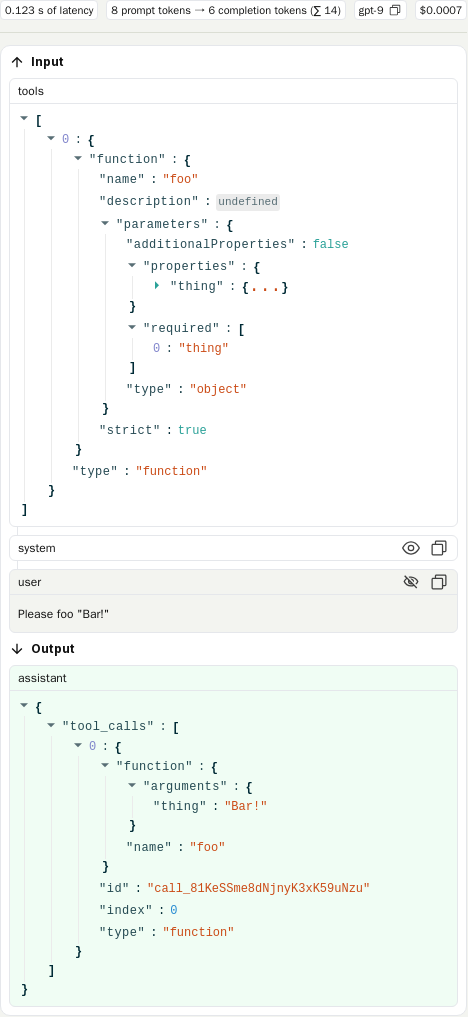 0.123 s of latency
8 prompt tokens → 6 completion tokens (∑ 14)
gpt-9
$0.0007
Input
tools
[
0 : {
"function" : {
"name" : "foo"
"description" : undefined
"parameters" : {
"additionalProperties" : false
"properties" : {
"thing" : {...}
}
"required" : [
0 : "thing"
]
"type" : "object"
}
"strict" : true
}
"type" : "function"
}
]
system
user
Please foo "Bar!"
Output
assistant
{
"tool_calls" : [
0 : {
"function" : {
"arguments" : {
"thing" : "Bar!"
}
"name" : "foo"
}
"id" : "call_81KeSSme8dNjnyK3xK59uNzu"
"index" : 0
"type" : "function"
}
]
}